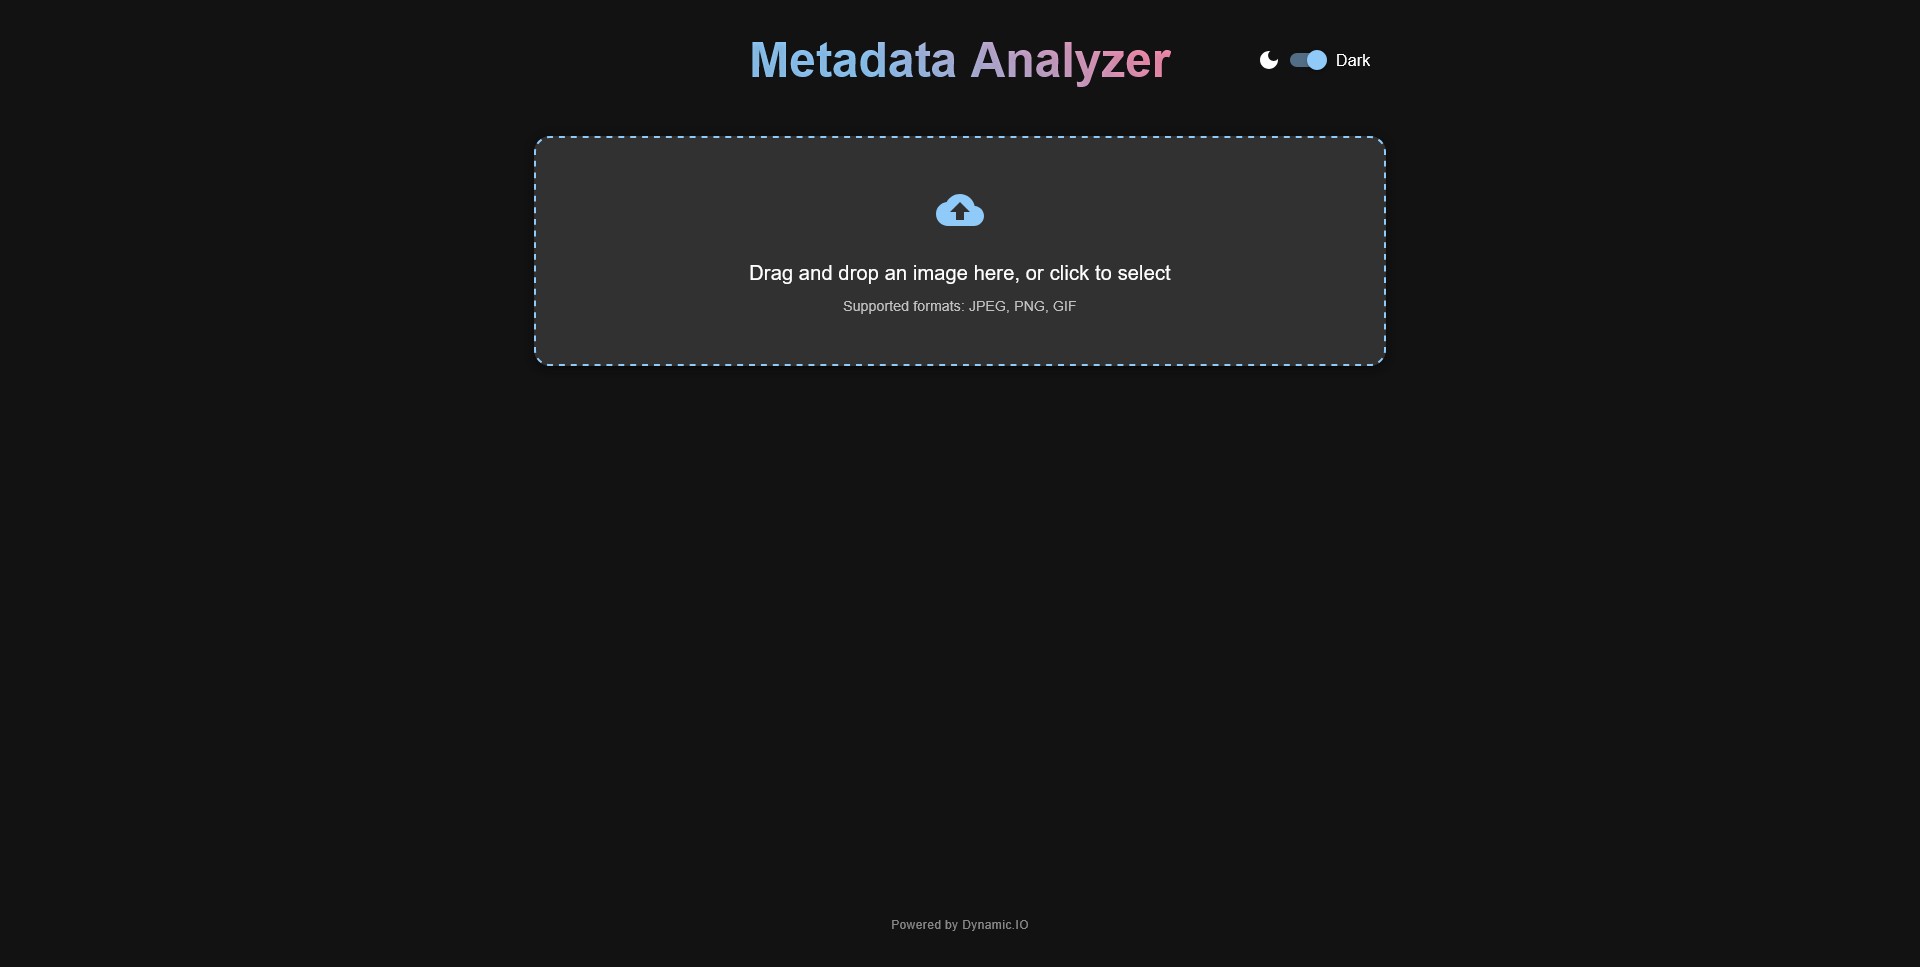 Metadata Analyzer
Dark
Drag and drop an image here, or click to select
Supported formats: JPEG, PNG, GIF
Powered by Dynamic.IO